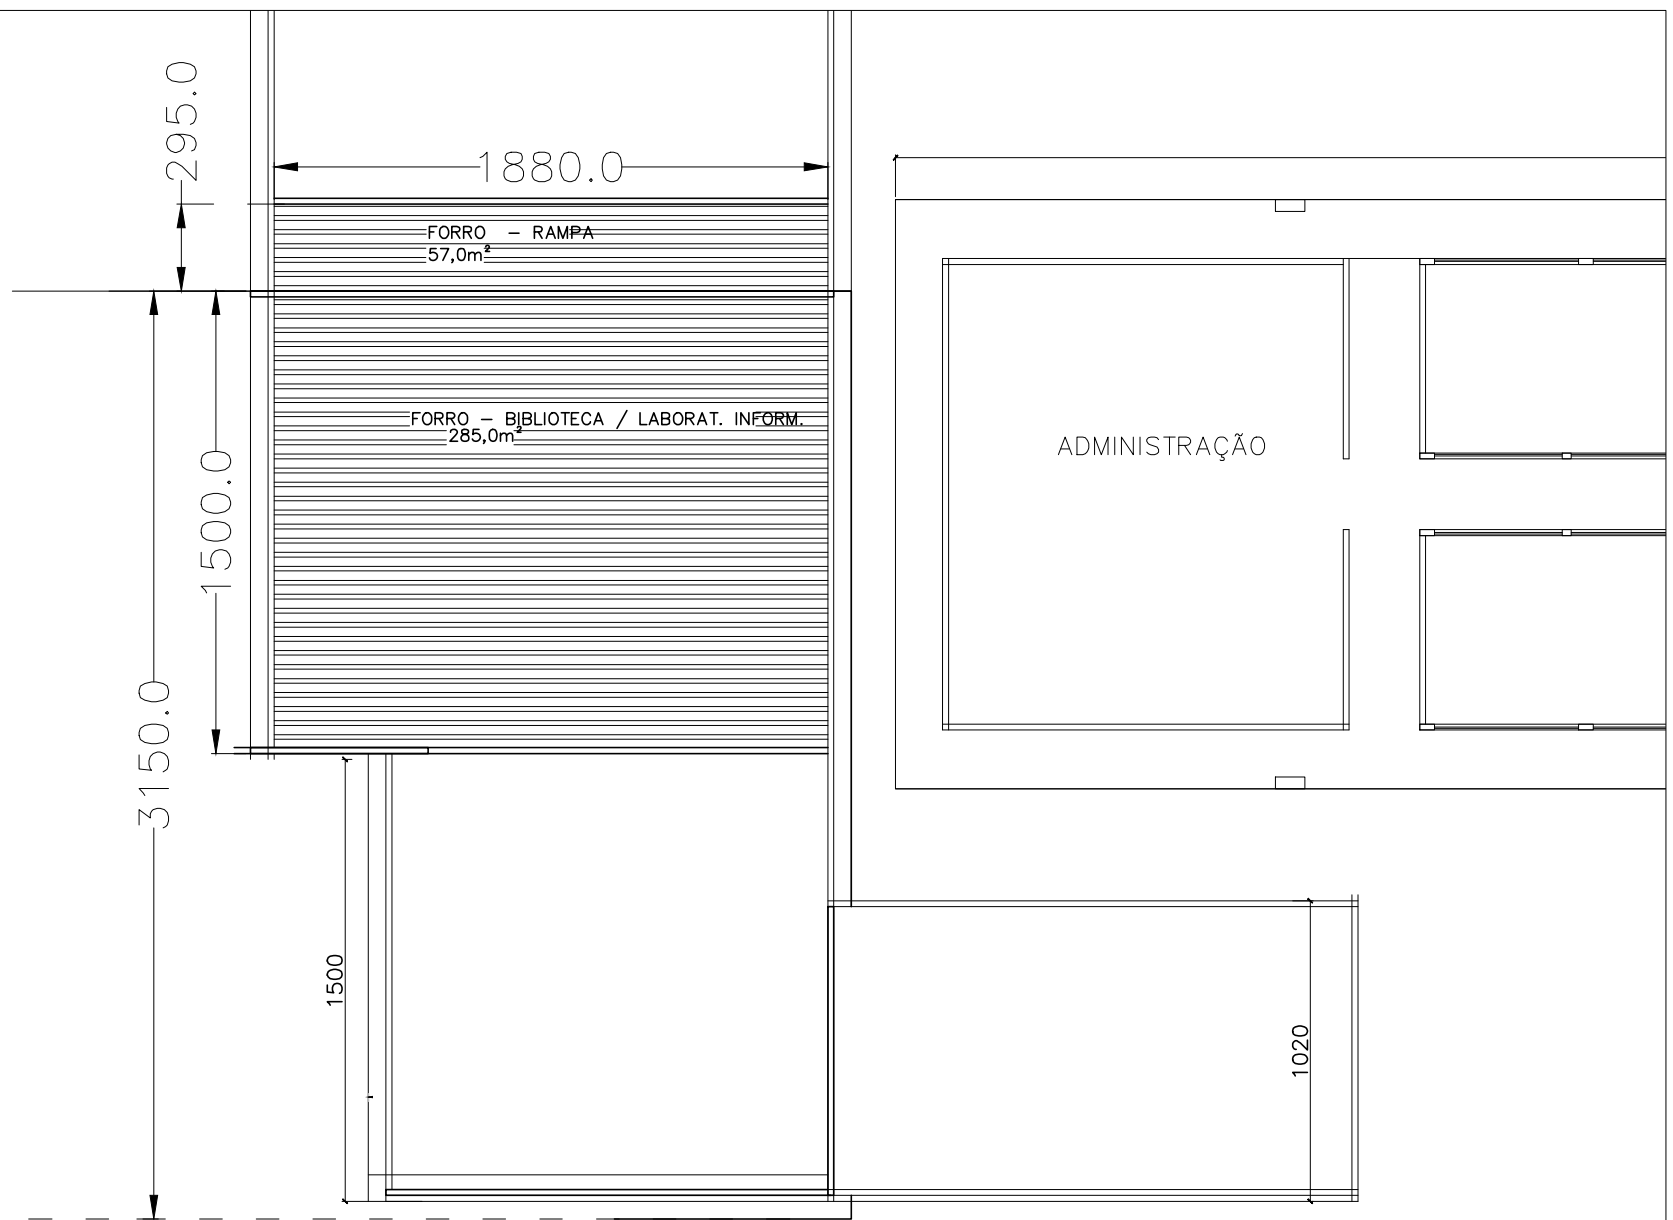 295.0
1880.0
FORRO - RAMPA
57,0m²
FORRO - BIBLIOTECA / LABORAT. INFORM.
285,0m²
ADMINISTRAÇÃO
1500.0
3150.0
1500
1020